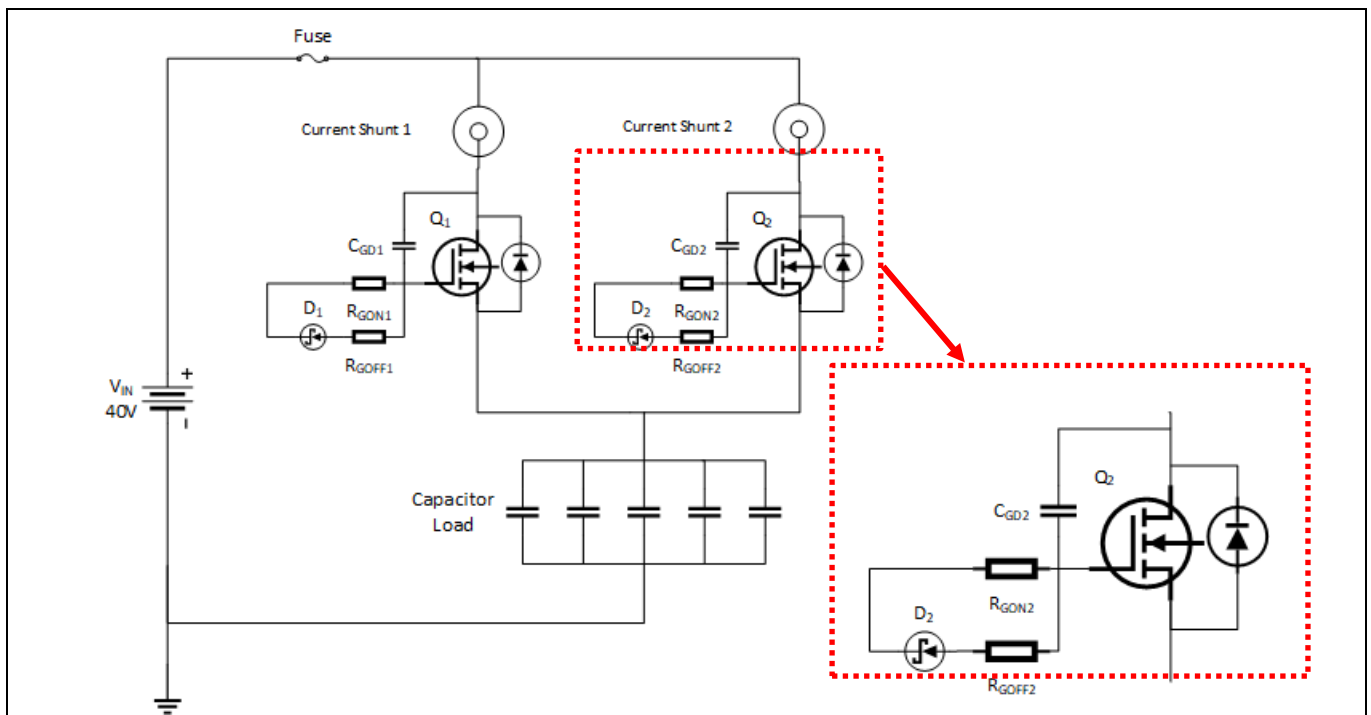 Fuse
Current Shunt 1
Current Shunt 2
Q1
Q2
CGD1
CGD2
D1
RGON1
D2
RGON2
RGOFF1
RGOFF2
VIN
40V
+
-
Capacitor
Load
Q2
CGD2
RGON2
D2
RGOFF2